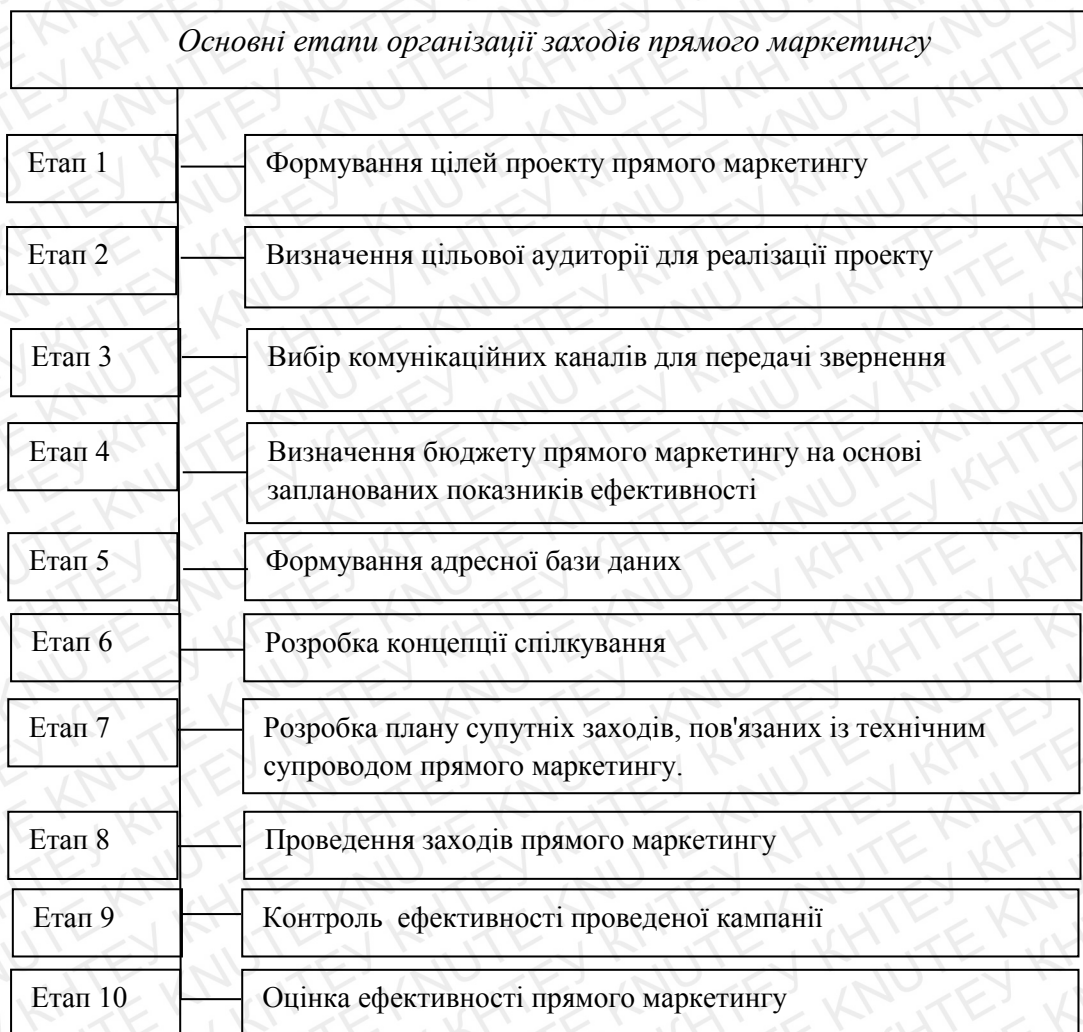 Основні етапи організації заходів прямого маркетингу
Етап 1
Формування цілей проекту прямого маркетингу
Етап 2
Визначення цільової аудиторії для реалізації проекту
Етап 3
Вибір комунікаційних каналів для передачі звернення
Етап 4
Визначення бюджету прямого маркетингу на основі
запланованих показників ефективності
Етап 5
Формування адресної бази даних
Етап 6
Розробка концепції спілкування
Етап 7
Розробка плану супутніх заходів, пов'язаних із технічним
супроводом прямого маркетингу.
Етап 8
Проведення заходів прямого маркетингу
Етап 9
Контроль ефективності проведеної кампанії
Етап 10
Оцінка ефективності прямого маркетингу